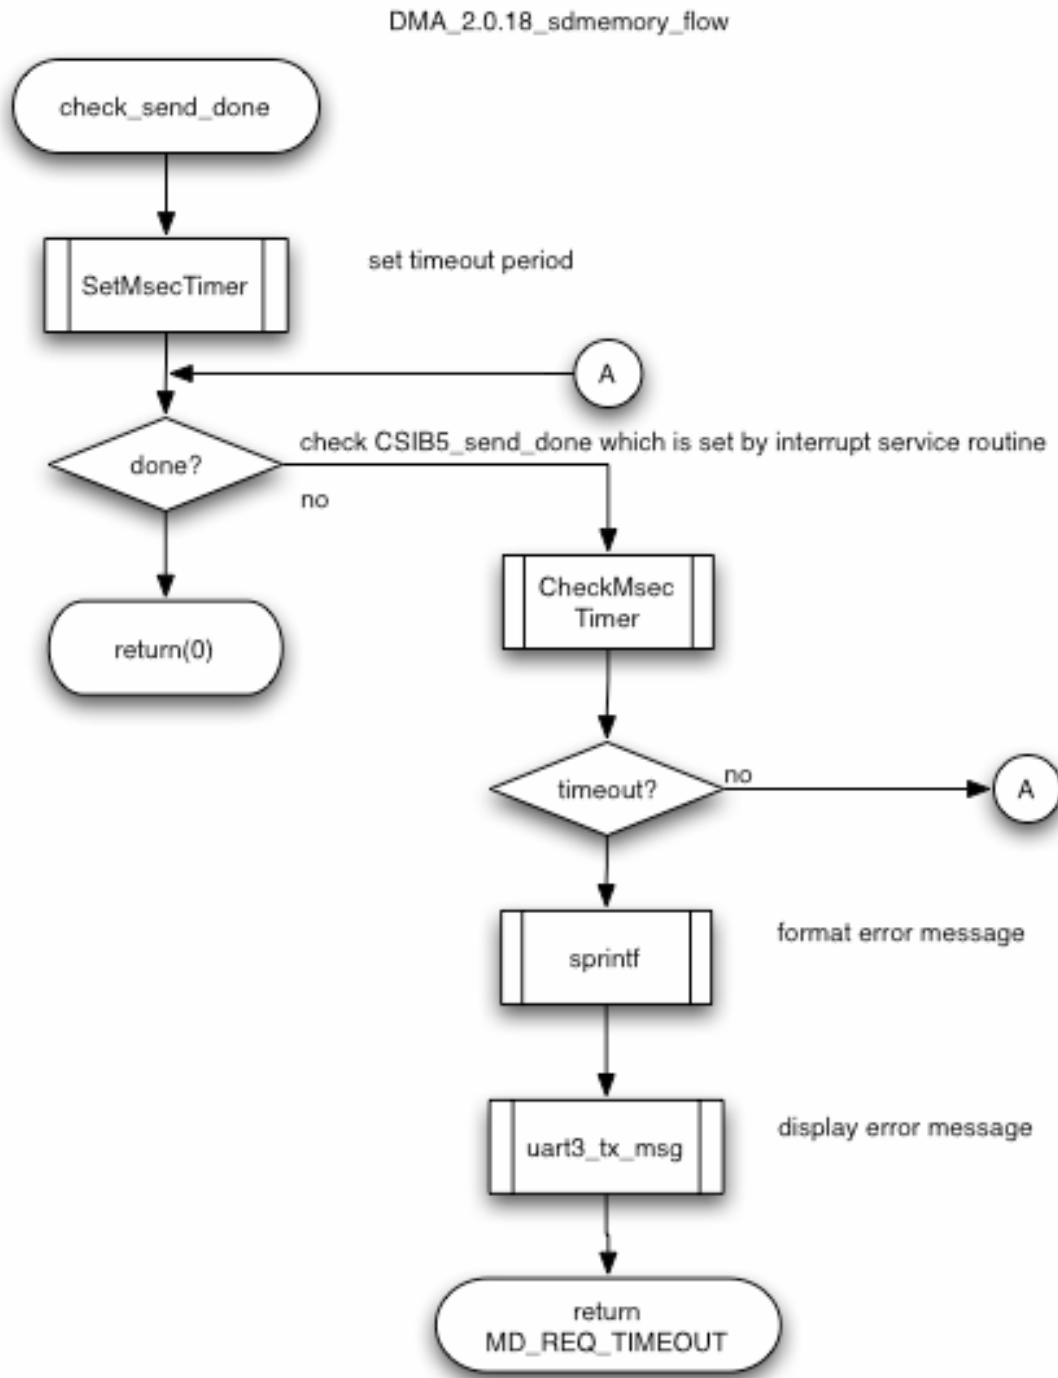 DMA_2.0.18_sdmemory_flow
check_send_done
SetMsecTimer
set timeout period
A
done?
check CSIB5_send_done which is set by interrupt service routine
no
CheckMsec
Timer
return(0)
timeout?
no
A
sprintf
format error message
uart3_tx_msg
display error message
return
MD_REQ_TIMEOUT